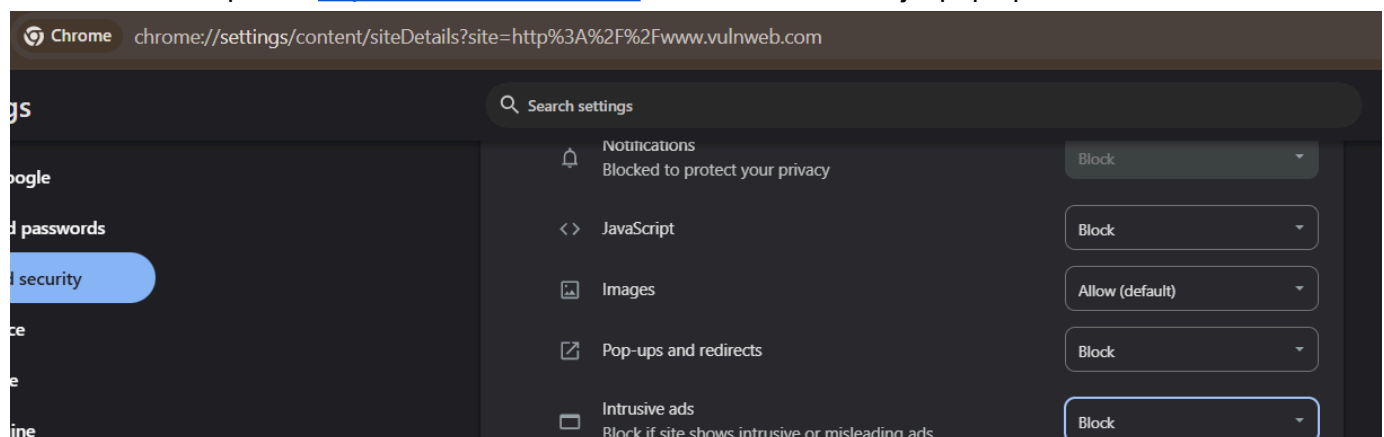 Chrome chrome://settings/content/siteDetails?site=http%3A%2F%2Fwww.vulnweb.com
gs
Search settings
oogle
d passwords
d security
ce
e
ine
Notifications
Blocked to protect your privacy
Block
JavaScript
Block
Images
Allow (default)
Pop-ups and redirects
Block
Intrusive ads
Block if site shows intrusive or misleading ads
Block